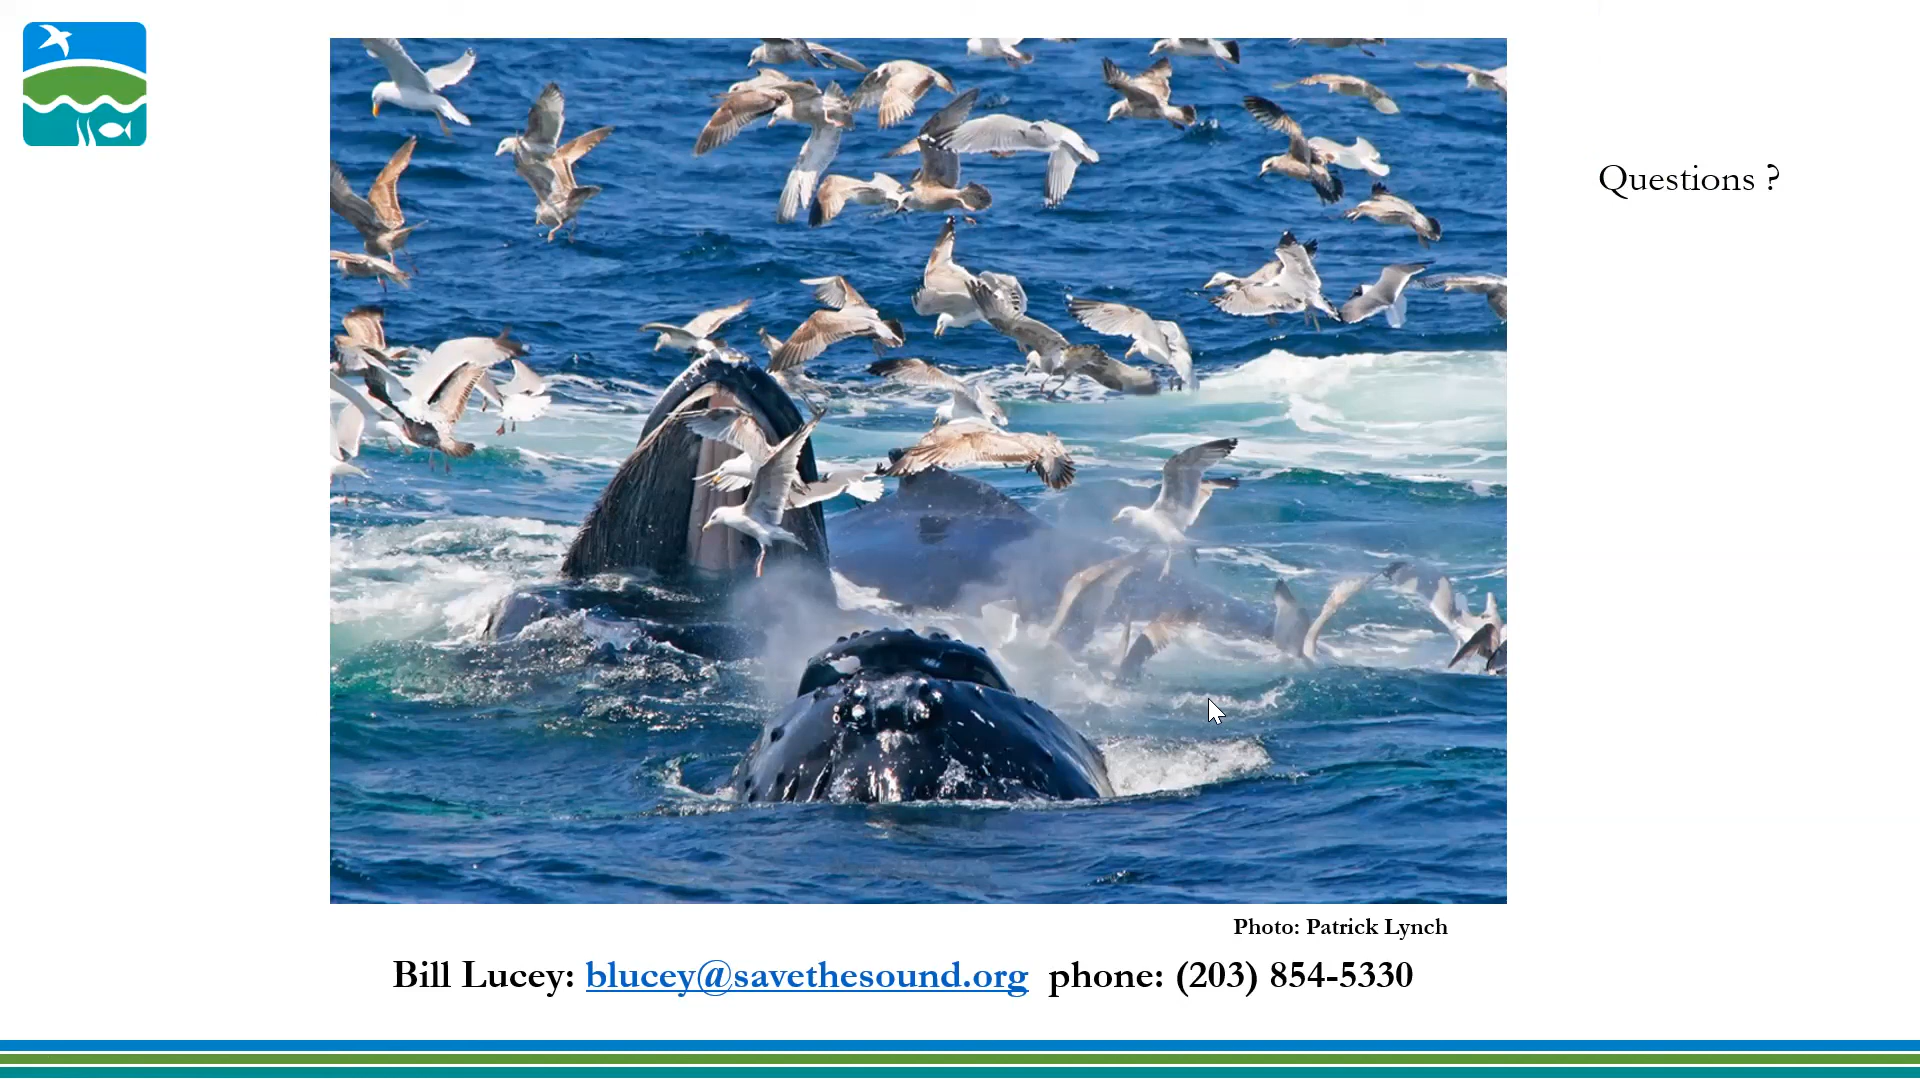 Questions ?
Photo: Patrick Lynch
Bill Lucey: blucey@savethesound.org phone: (203) 854-5330